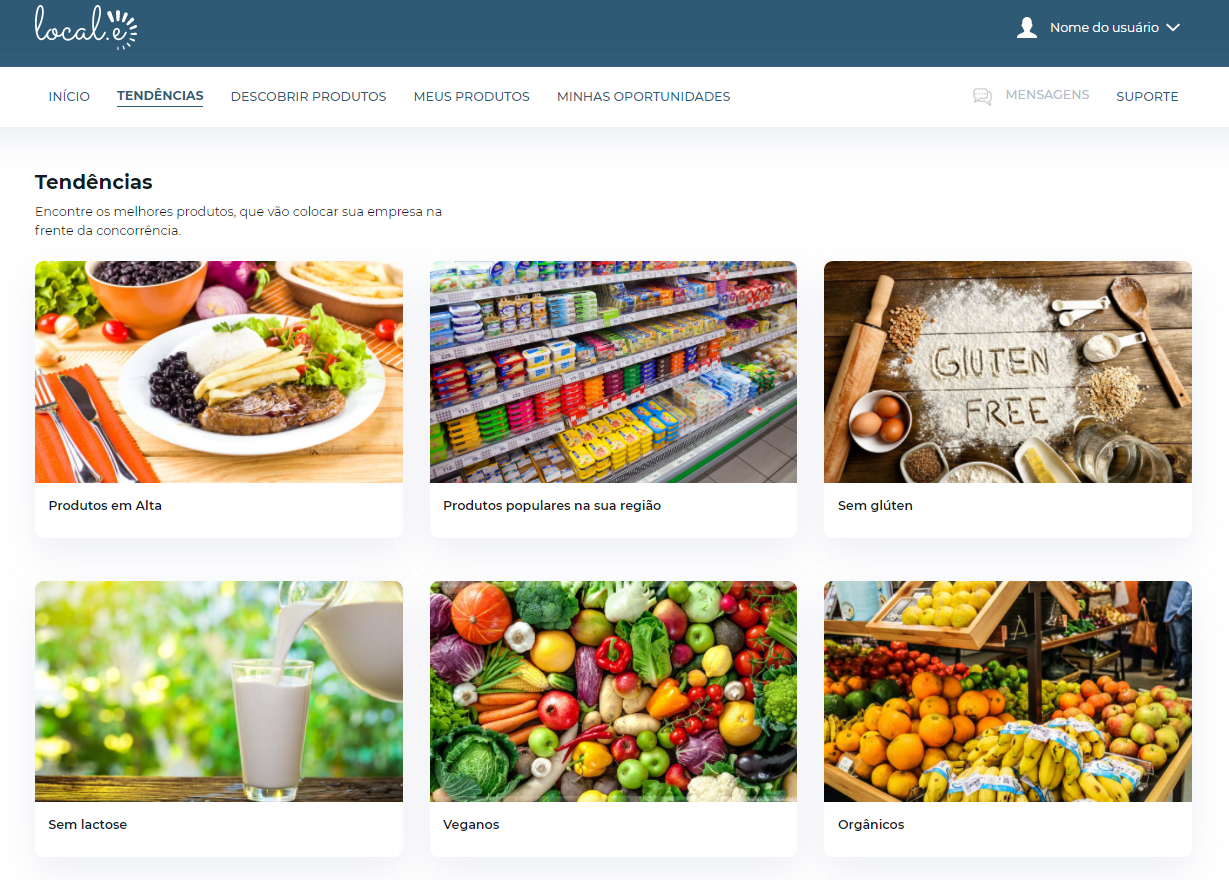 local.e
Nome do usuário
INÍCIO
TENDÊNCIAS
DESCOBRIR PRODUTOS
MEUS PRODUTOS
MINHAS OPORTUNIDADES
MENSAGENS
SUPORTE
Tendências
Encontre os melhores produtos, que vão colocar sua empresa na
frente da concorrência.
GLUTEN
FREE
Produtos em Alta
Produtos populares na sua região
Sem glúten
Sem lactose
Veganos
Orgânicos